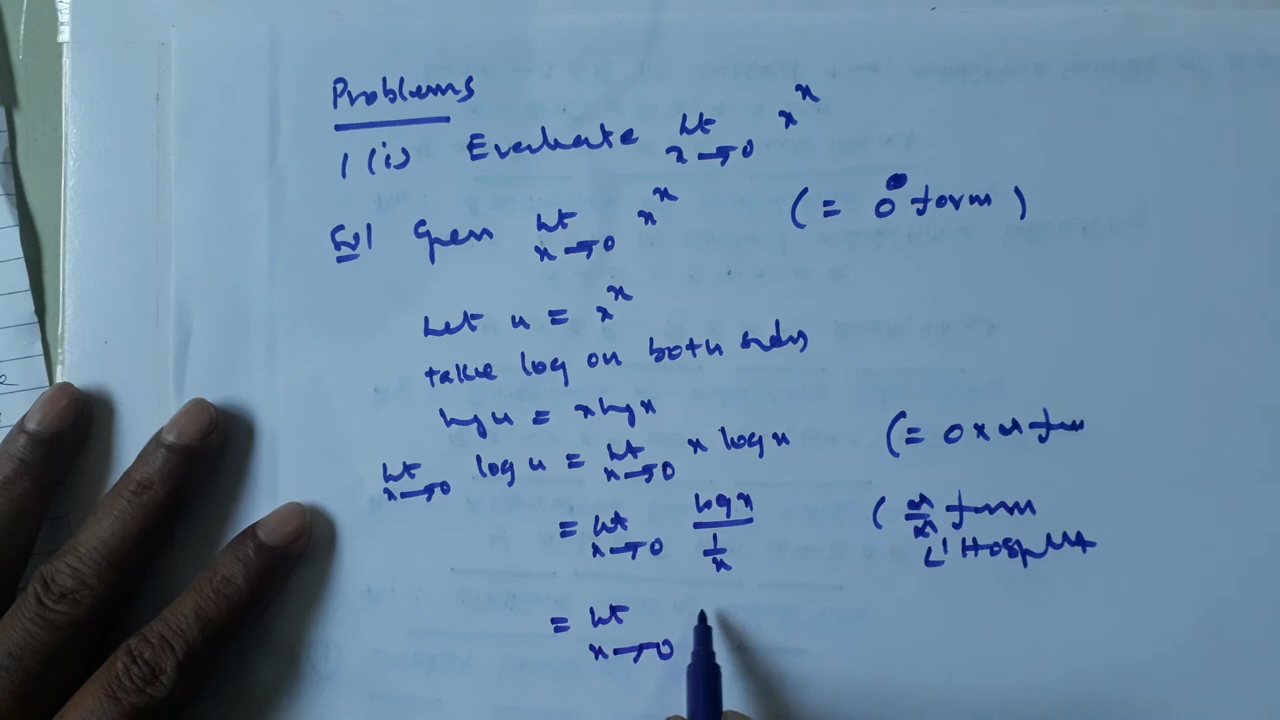 Problems
1 (i) Evaluate lt x→0 x^x
Sol Given lt x→0 x^x (= 0^0 form)
Let u = x^x
take log on both sides
log u = x log x
lt x→0 log u = lt x→0 x log x (= 0 x ∞ form
= lt x→0 log x / 1/x ( ∞/∞ form
L'Hospital
= lt x→0